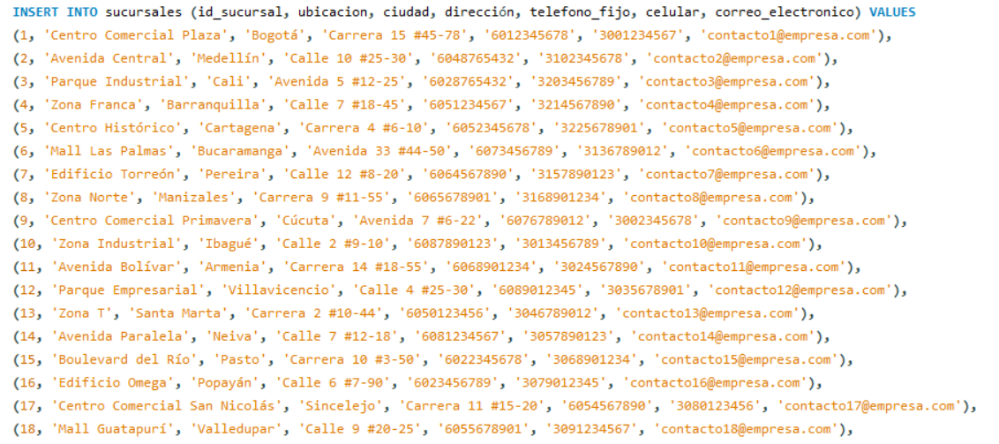 INSERT INTO sucursales (id_sucursal, ubicacion, ciudad, dirección, telefono_fijo, celular, correo_electronico) VALUES
(1, 'Centro Comercial Plaza', 'Bogotá', 'Carrera 15 #45-78', '6012345678', '3001234567', 'contacto1@empresa.com'),
(2, 'Avenida Central', 'Medellín', 'Calle 10 #25-30', '6048765432', '3102345678', 'contacto2@empresa.com'),
(3, 'Parque Industrial', 'Cali', 'Avenida 5 #12-25', '6028765432', '3203456789', 'contacto3@empresa.com'),
(4, 'Zona Franca', 'Barranquilla', 'Calle 7 #18-45', '6051234567', '3214567890', 'contacto4@empresa.com'),
(5, 'Centro Histórico', 'Cartagena', 'Carrera 4 #6-10', '6052345678', '3225678901', 'contacto5@empresa.com'),
(6, 'Mall Las Palmas', 'Bucaramanga', 'Avenida 33 #44-50', '6073456789', '3136789012', 'contacto6@empresa.com'),
(7, 'Edificio Torreón', 'Pereira', 'Calle 12 #8-20', '6064567890', '3157890123', 'contacto7@empresa.com'),
(8, 'Zona Norte', 'Manizales', 'Carrera 9 #11-55', '6065678901', '3168901234', 'contacto8@empresa.com'),
(9, 'Centro Comercial Primavera', 'Cúcuta', 'Avenida 7 #6-22', '6076789012', '3002345678', 'contacto9@empresa.com'),
(10, 'Zona Industrial', 'Ibagué', 'Calle 2 #9-10', '6087890123', '3013456789', 'contacto10@empresa.com'),
(11, 'Avenida Bolívar', 'Armenia', 'Carrera 14 #18-55', '6068901234', '3024567890', 'contacto11@empresa.com'),
(12, 'Parque Empresarial', 'Villavicencio', 'Calle 4 #25-30', '6089012345', '3035678901', 'contacto12@empresa.com'),
(13, 'Zona T', 'Santa Marta', 'Carrera 2 #10-44', '6050123456', '3046789012', 'contacto13@empresa.com'),
(14, 'Avenida Paralela', 'Neiva', 'Calle 7 #12-18', '6081234567', '3057890123', 'contacto14@empresa.com'),
(15, 'Boulevard del Río', 'Pasto', 'Carrera 10 #3-50', '6022345678', '3068901234', 'contacto15@empresa.com'),
(16, 'Edificio Omega', 'Popayán', 'Calle 6 #7-90', '6023456789', '3079012345', 'contacto16@empresa.com'),
(17, 'Centro Comercial San Nicolás', 'Sincelejo', 'Carrera 11 #15-20', '6054567890', '3080123456', 'contacto17@empresa.com'),
(18, 'Mall Guatapurí', 'Valledupar', 'Calle 9 #20-25', '6055678901', '3091234567', 'contacto18@empresa.com'),